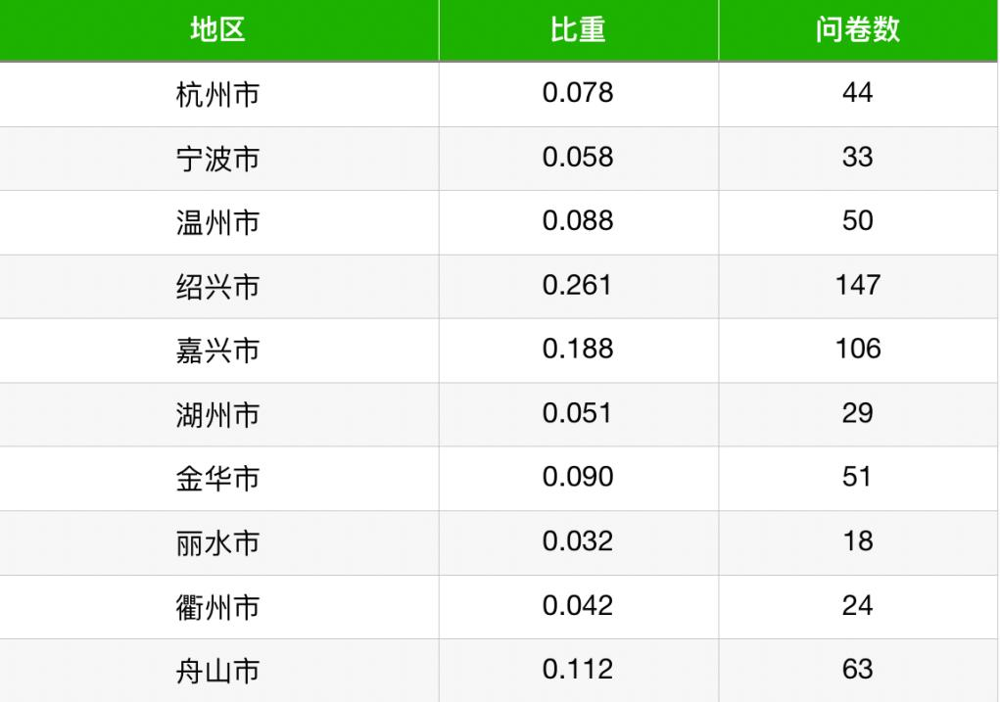 地区 比重 问卷数
杭州市 0.078 44
宁波市 0.058 33
温州市 0.088 50
绍兴市 0.261 147
嘉兴市 0.188 106
湖州市 0.051 29
金华市 0.090 51
丽水市 0.032 18
衢州市 0.042 24
舟山市 0.112 63